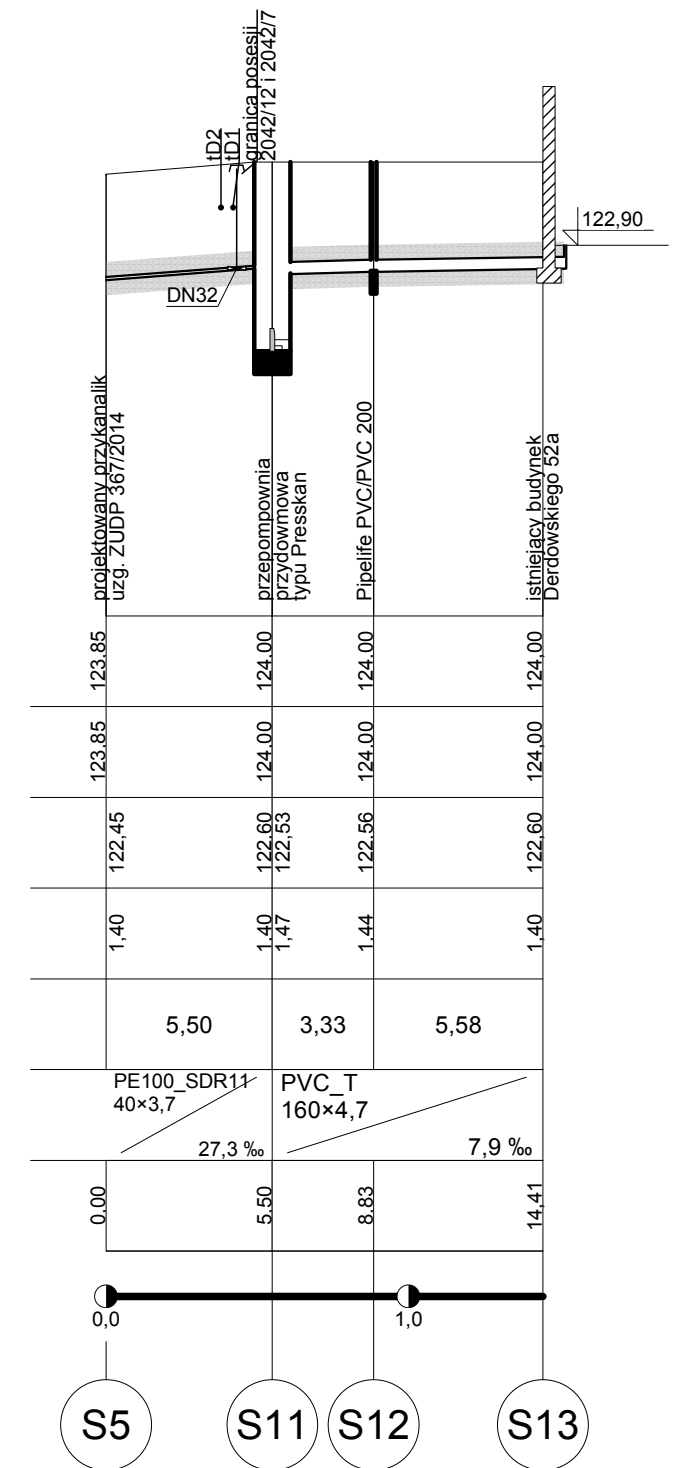 granica posesji
2042/12 i 2042/7
tD2
tD1
122,90
DN32
projektowany przykanalik
uzg. ZUDP 367/2014
przepompownia
przydowmowa
typu Presskan
Pipelife PVC/PVC 200
istniejący budynek
Derdowskiego 52a
123.85
124.00
124.00
124,00
123.85
124.00
124.00
124,00
122,45
122.60
122,53
122.56
122,60
1,40
1.40
1,47
1.44
1,40
5,50
3,33
5,58
PE100_SDR11
40×3,7
27,3 ‰
PVC_T
160×4,7
7,9 ‰
0.00
5.50
8.83
14,41
0,0
1,0
S5
S11
S12
S13